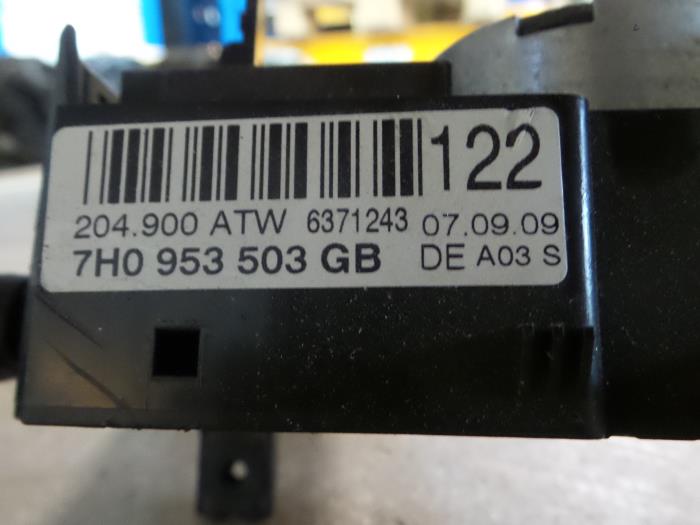 122
204.900 ATW 6371243 07.09.09
7H0 953 503 GB DE A03 S